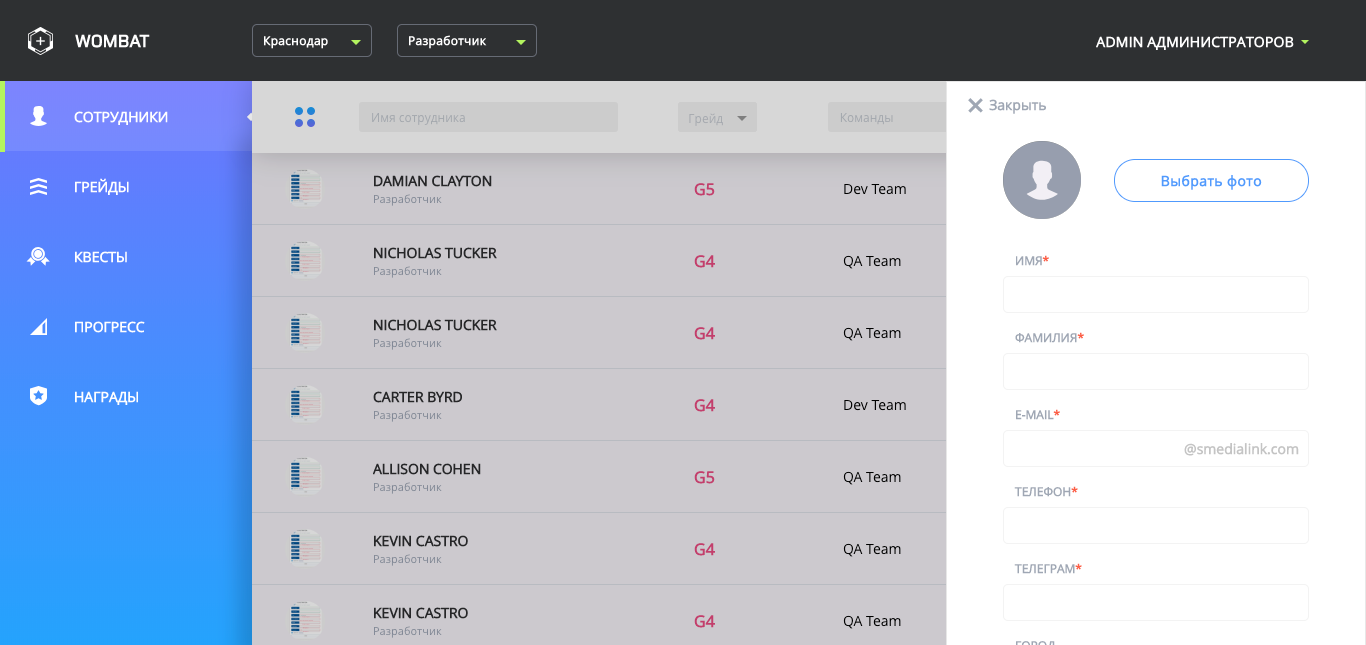 WOMBAT
Краснодар
Разработчик
ADMIN АДМИНИСТРАТОРОВ
СОТРУДНИКИ
ГРЕЙДЫ
КВЕСТЫ
ПРОГРЕСС
НАГРАДЫ
Имя сотрудника
Грейд
Команды
DAMIAN CLAYTON
Разработчик
G5
Dev Team
NICHOLAS TUCKER
Разработчик
G4
QA Team
NICHOLAS TUCKER
Разработчик
G4
QA Team
CARTER BYRD
Разработчик
G4
Dev Team
ALLISON COHEN
Разработчик
G5
QA Team
KEVIN CASTRO
Разработчик
G4
QA Team
KEVIN CASTRO
Разработчик
G4
QA Team
Закрыть
Выбрать фото
ИМЯ*
ФАМИЛИЯ*
E-MAIL*
@smedialink.com
ТЕЛЕФОН*
ТЕЛЕГРАМ*
ГОРОД